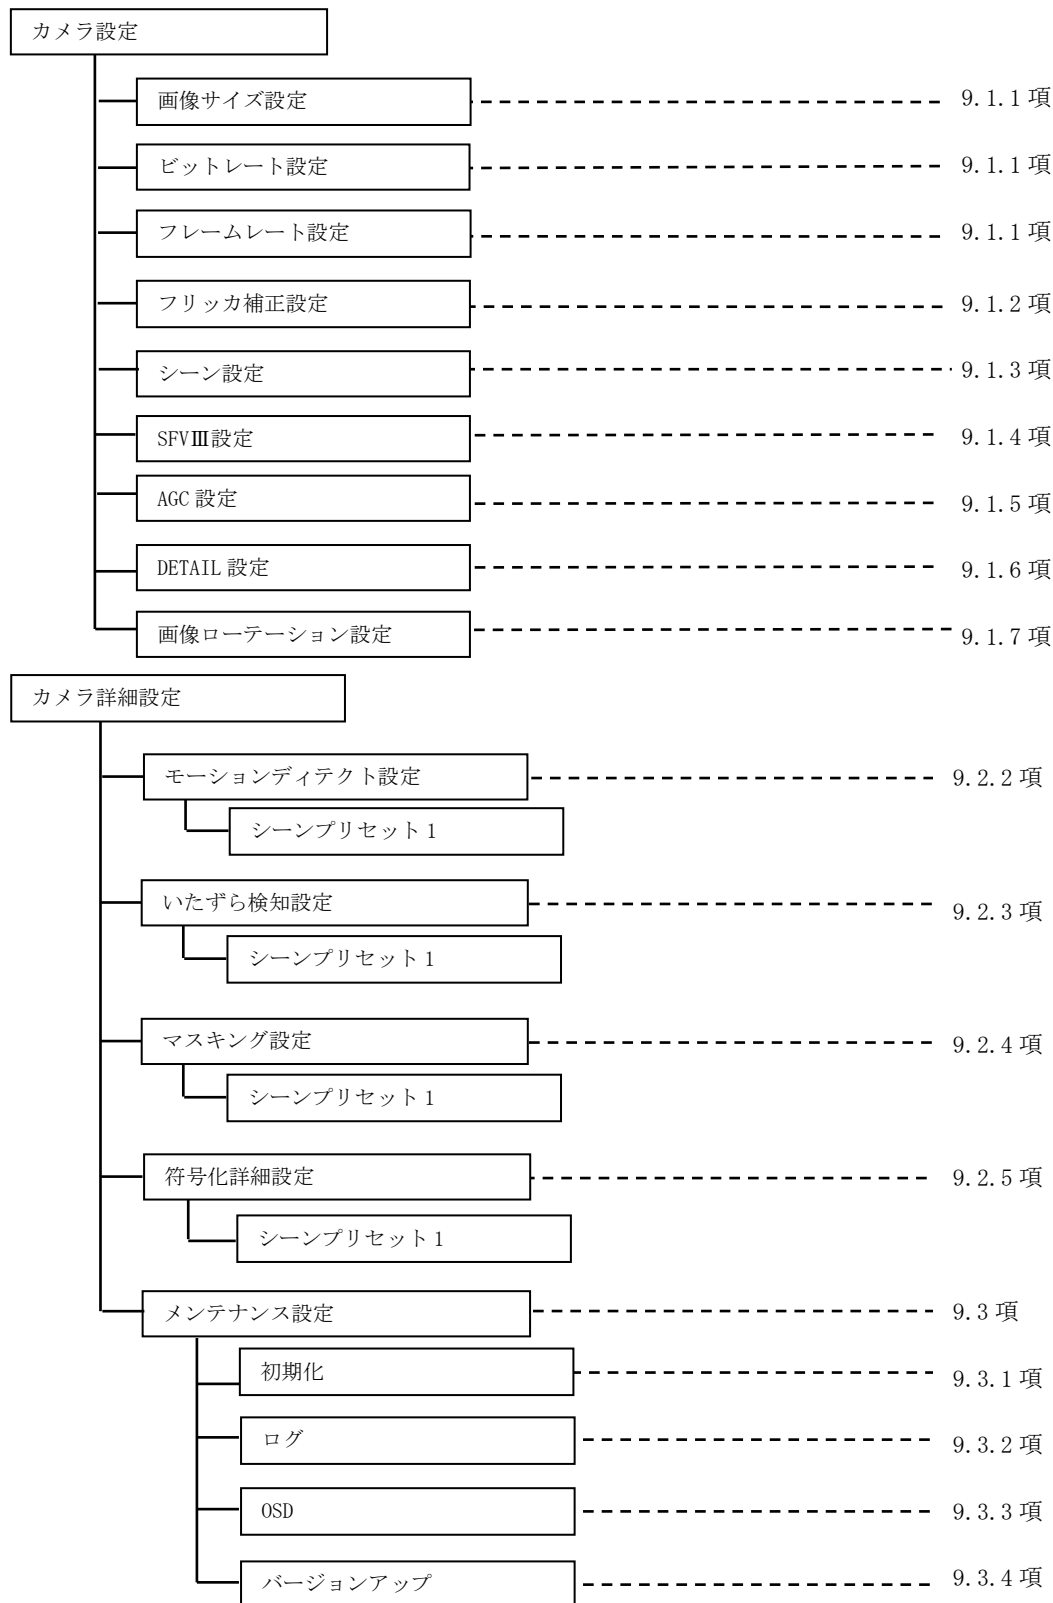 カメラ設定
画像サイズ設定 9.1.1項
ビットレート設定 9.1.1項
フレームレート設定 9.1.1項
フリッカ補正設定 9.1.2項
シーン設定 9.1.3項
SFVⅢ設定 9.1.4項
AGC設定 9.1.5項
DETAIL設定 9.1.6項
画像ローテーション設定 9.1.7項
カメラ詳細設定
モーションディテクト設定 9.2.2項
シーンプリセット1
いたずら検知設定 9.2.3項
シーンプリセット1
マスキング設定 9.2.4項
シーンプリセット1
符号化詳細設定 9.2.5項
シーンプリセット1
メンテナンス設定 9.3項
初期化 9.3.1項
ログ 9.3.2項
OSD 9.3.3項
バージョンアップ 9.3.4項